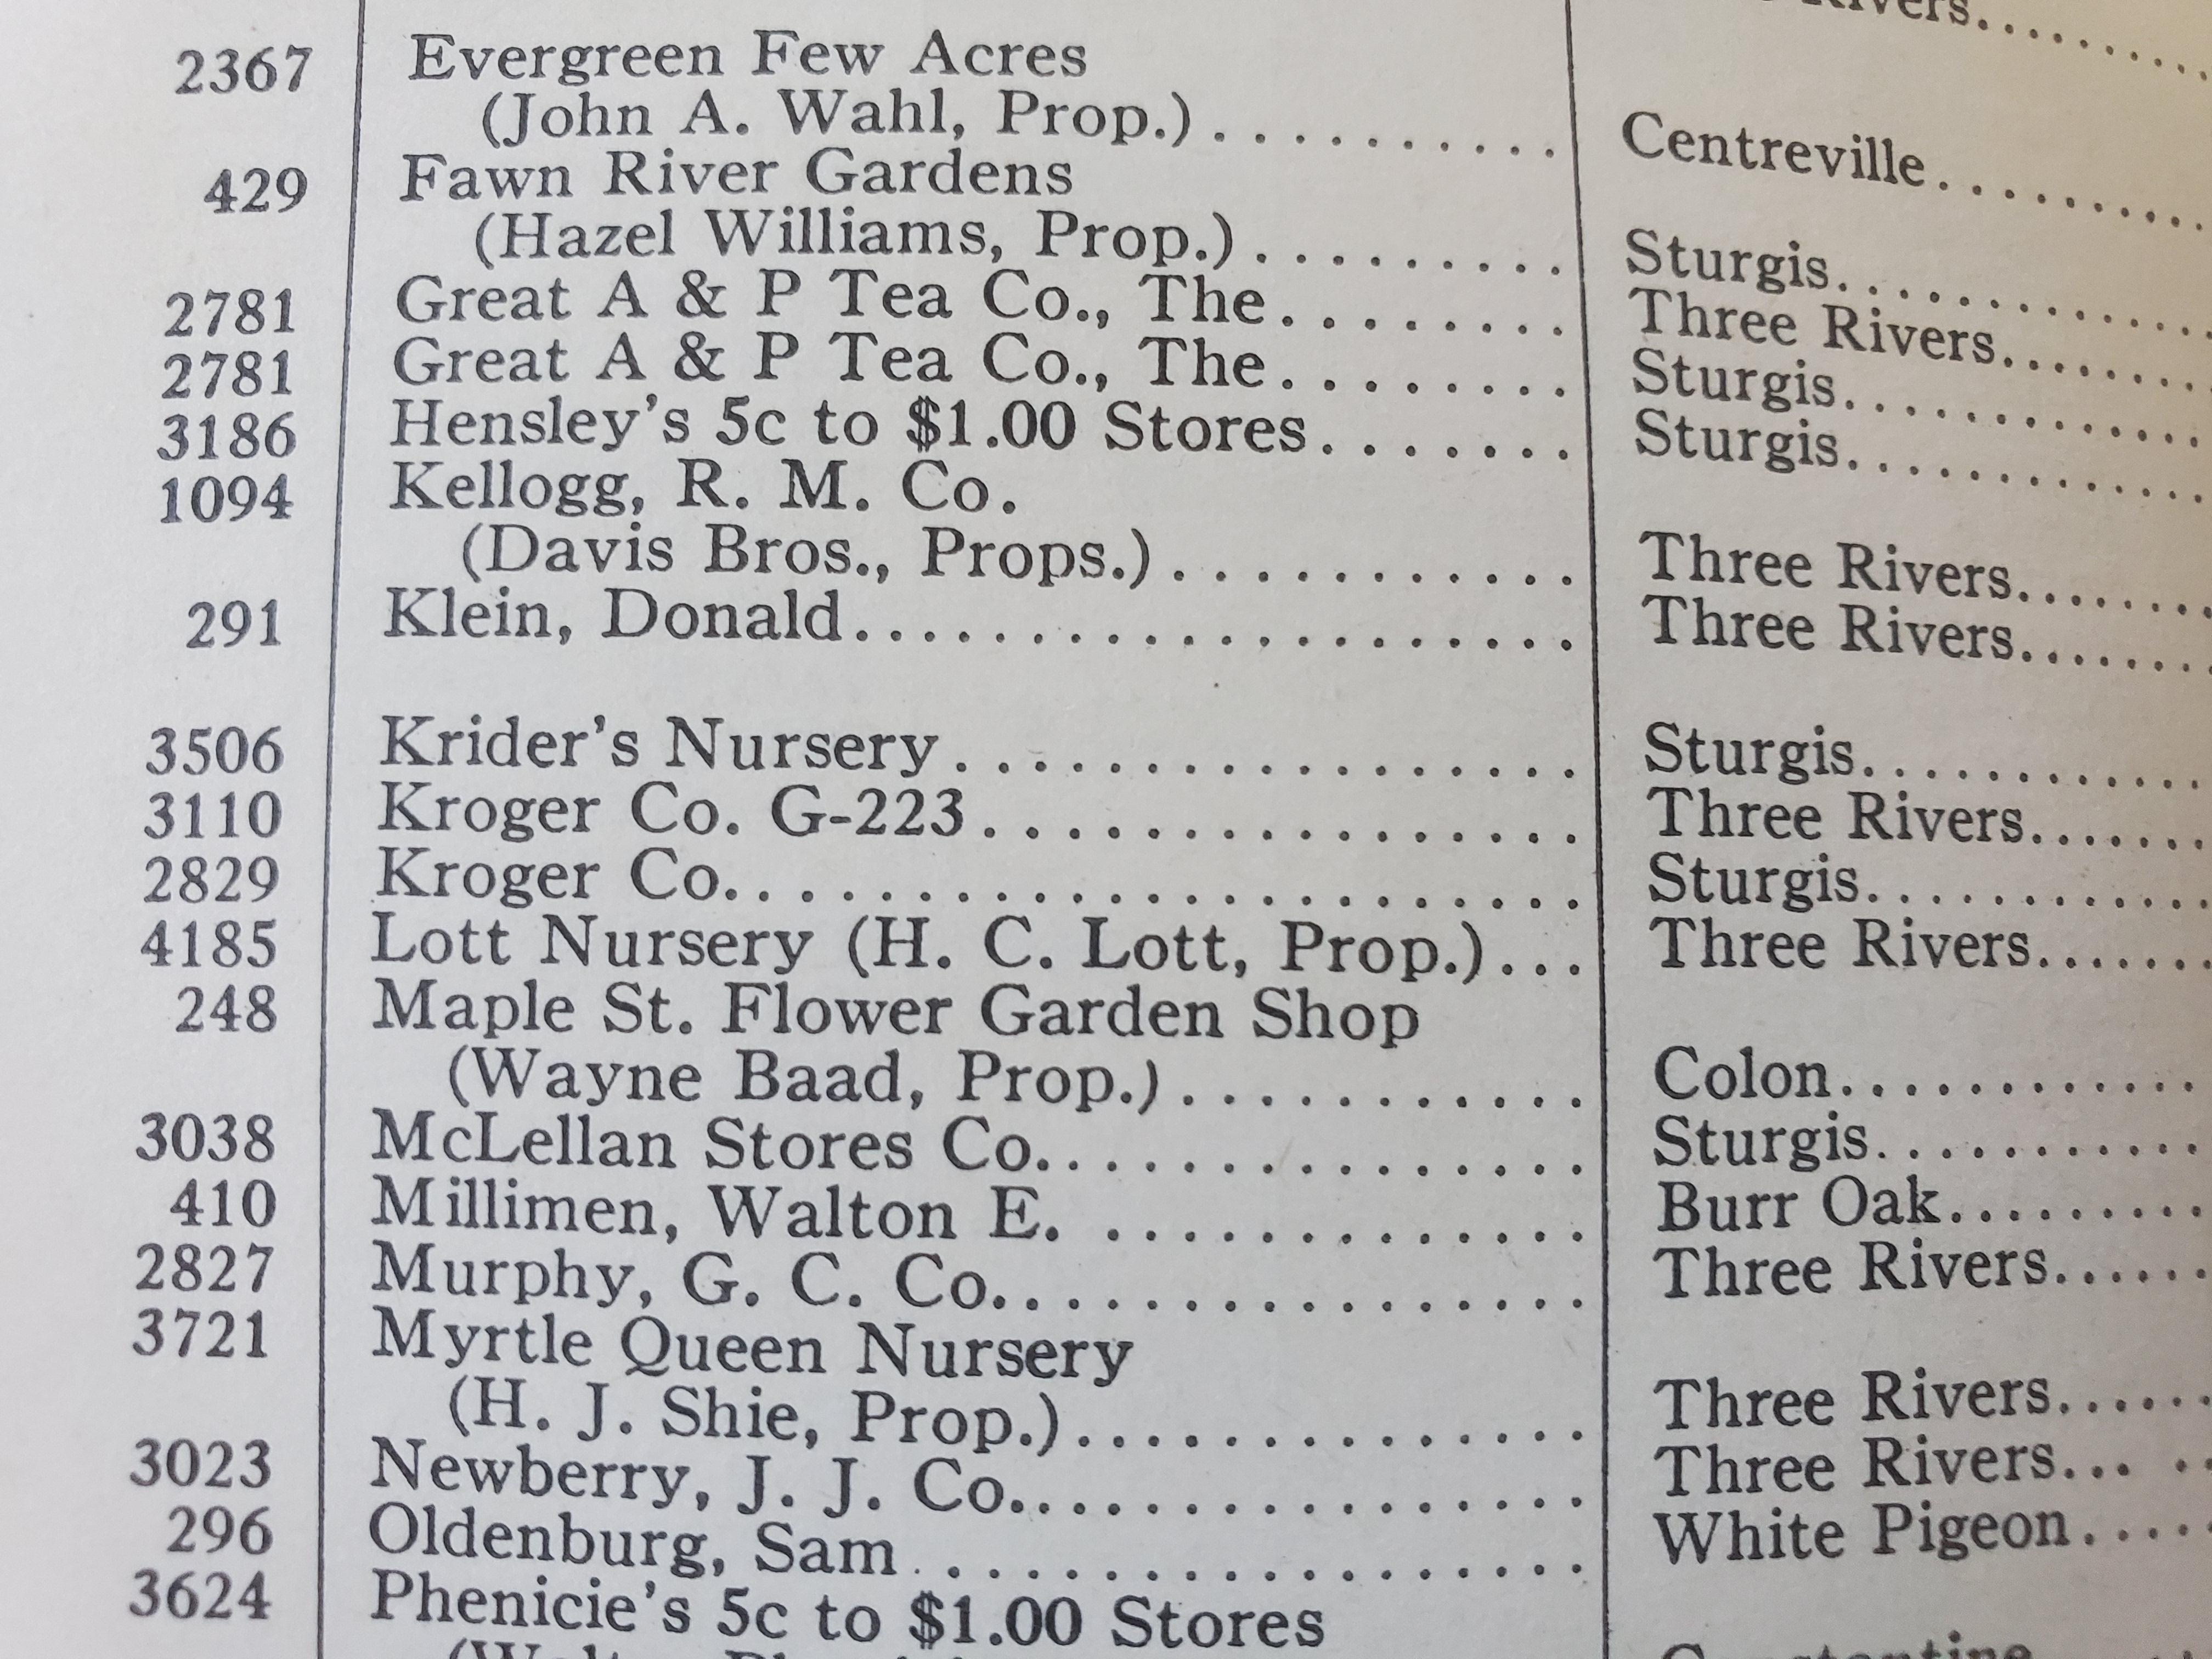 Rivers..........
2367 Evergreen Few Acres
(John A. Wahl, Prop.).......... Centreville..........
429 Fawn River Gardens
(Hazel Williams, Prop.)......... Sturgis.............
2781 Great A & P Tea Co., The........ Three Rivers........
2781 Great A & P Tea Co., The........ Sturgis.............
3186 Hensley's 5c to $1.00 Stores....... Sturgis.............
1094 Kellogg, R. M. Co.
(Davis Bros., Props.)............ Three Rivers.......
291 Klein, Donald.................... Three Rivers.......
3506 Krider's Nursery................. Sturgis............
3110 Kroger Co. G-223................ Three Rivers.......
2829 Kroger Co....................... Sturgis............
4185 Lott Nursery (H. C. Lott, Prop.)... Three Rivers.......
248 Maple St. Flower Garden Shop
(Wayne Baad, Prop.)............ Colon.............
3038 McLellan Stores Co............... Sturgis............
410 Millimen, Walton E. ............. Burr Oak.........
2827 Murphy, G. C. Co................ Three Rivers......
3721 Myrtle Queen Nursery
(H. J. Shie, Prop.)............... Three Rivers......
3023 Newberry, J. J. Co............... Three Rivers... ..
296 Oldenburg, Sam.................. White Pigeon.....
3624 Phenicie's 5c to $1.00 Stores
Constantine